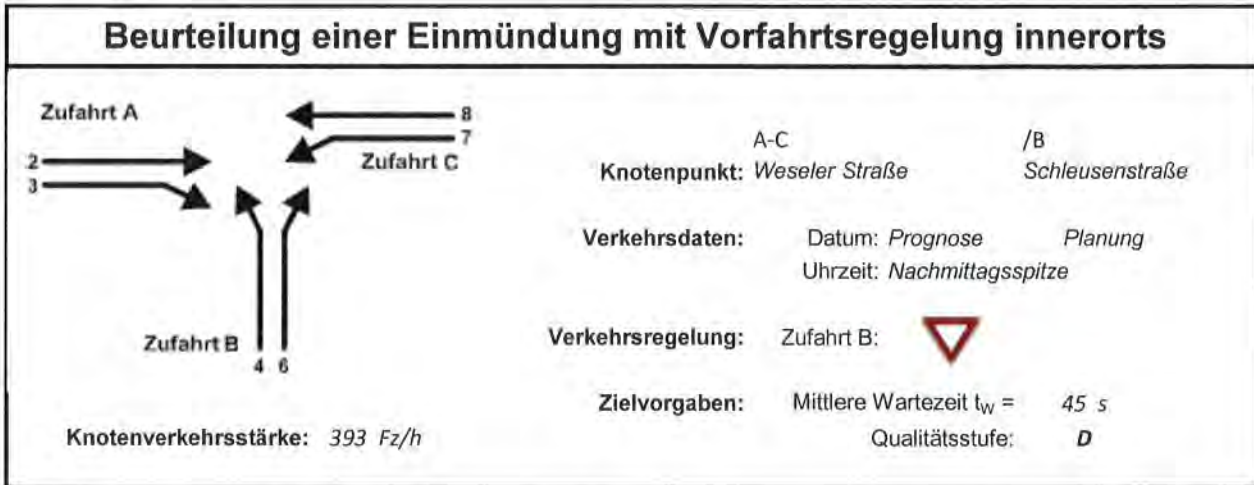 Beurteilung einer Einmündung mit Vorfahrtsregelung innerorts
Zufahrt A
8
7
Zufahrt C
2
3
Zufahrt B
4 6
Knotenverkehrsstärke: 393 Fz/h
A-C /B
Knotenpunkt: Weseler Straße Schleusenstraße
Verkehrsdaten: Datum: Prognose Planung
Uhrzeit: Nachmittagsspitze
Verkehrsregelung: Zufahrt B:
Zielvorgaben: Mittlere Wartezeit tw = 45 s
Qualitätsstufe: D